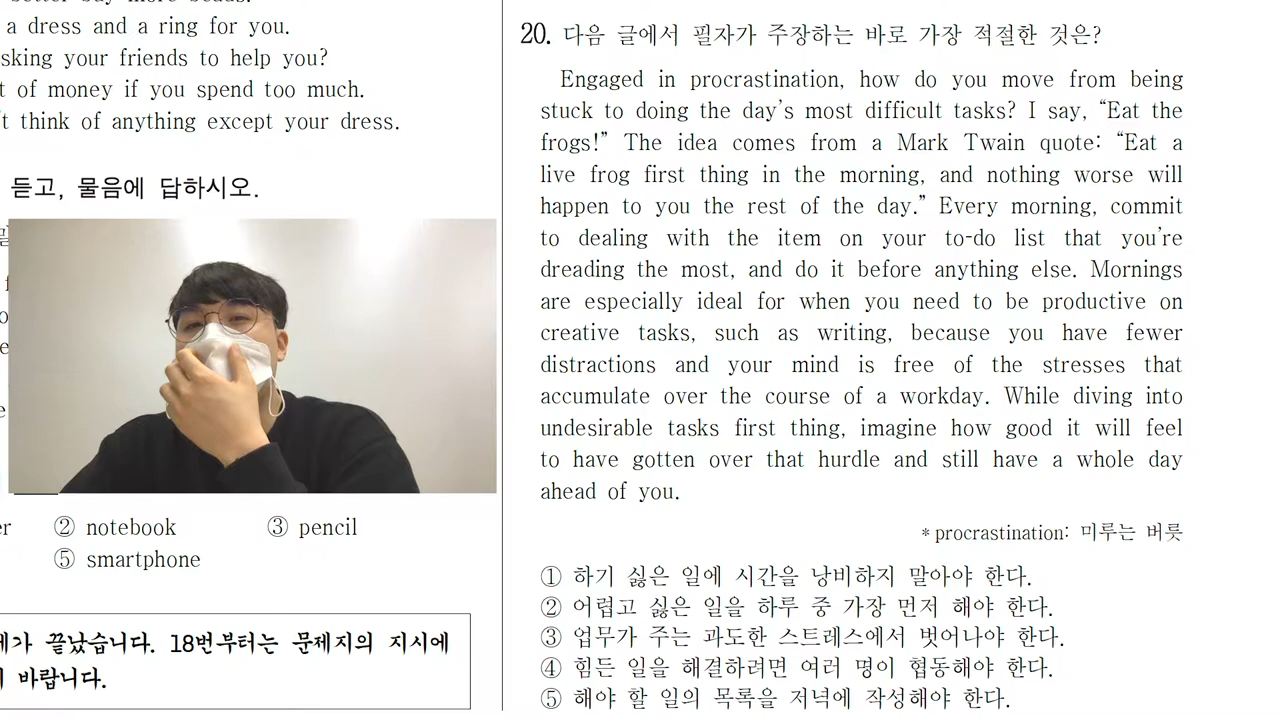 a dress and a ring for you.
sking your friends to help you?
t of money if you spend too much.
't think of anything except your dress.
듣고, 물음에 답하시오.
② notebook ③ pencil
⑤ smartphone
끝났습니다. 18번부터는 문제지의 지시에
바랍니다.
20. 다음 글에서 필자가 주장하는 바로 가장 적절한 것은?
Engaged in procrastination, how do you move from being
stuck to doing the day's most difficult tasks? I say, “Eat the
frogs!” The idea comes from a Mark Twain quote: “Eat a
live frog first thing in the morning, and nothing worse will
happen to you the rest of the day.” Every morning, commit
to dealing with the item on your to-do list that you're
dreading the most, and do it before anything else. Mornings
are especially ideal for when you need to be productive on
creative tasks, such as writing, because you have fewer
distractions and your mind is free of the stresses that
accumulate over the course of a workday. While diving into
undesirable tasks first thing, imagine how good it will feel
to have gotten over that hurdle and still have a whole day
ahead of you.
* procrastination: 미루는 버릇
① 하기 싫은 일에 시간을 낭비하지 말아야 한다.
② 어렵고 싫은 일을 하루 중 가장 먼저 해야 한다.
③ 업무가 주는 과도한 스트레스에서 벗어나야 한다.
④ 힘든 일을 해결하려면 여러 명이 협동해야 한다.
⑤ 해야 할 일의 목록을 저녁에 작성해야 한다.